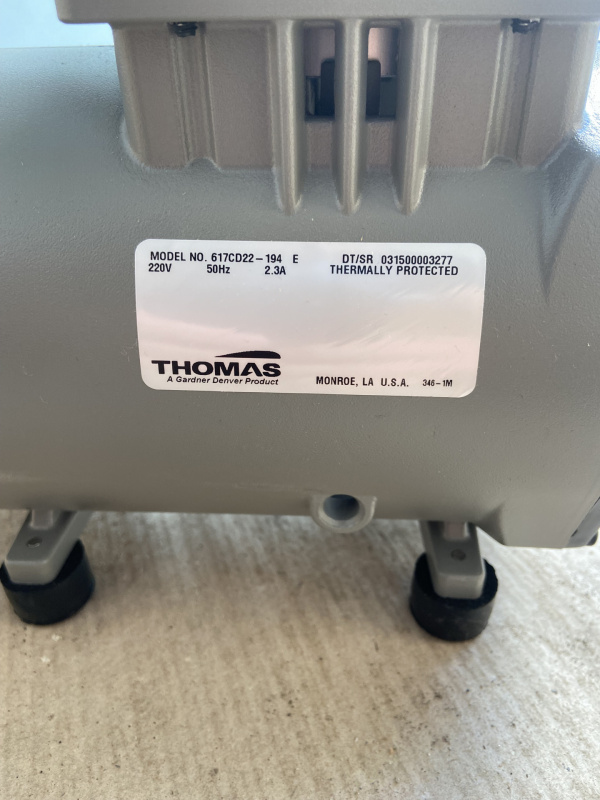 MODEL NO. 617CD22-194 E DT/SR 031500003277
220V 50Hz 2.3A THERMALLY PROTECTED
THOMAS
A Gardner Denver Product
MONROE, LA U.S.A. 346-1M